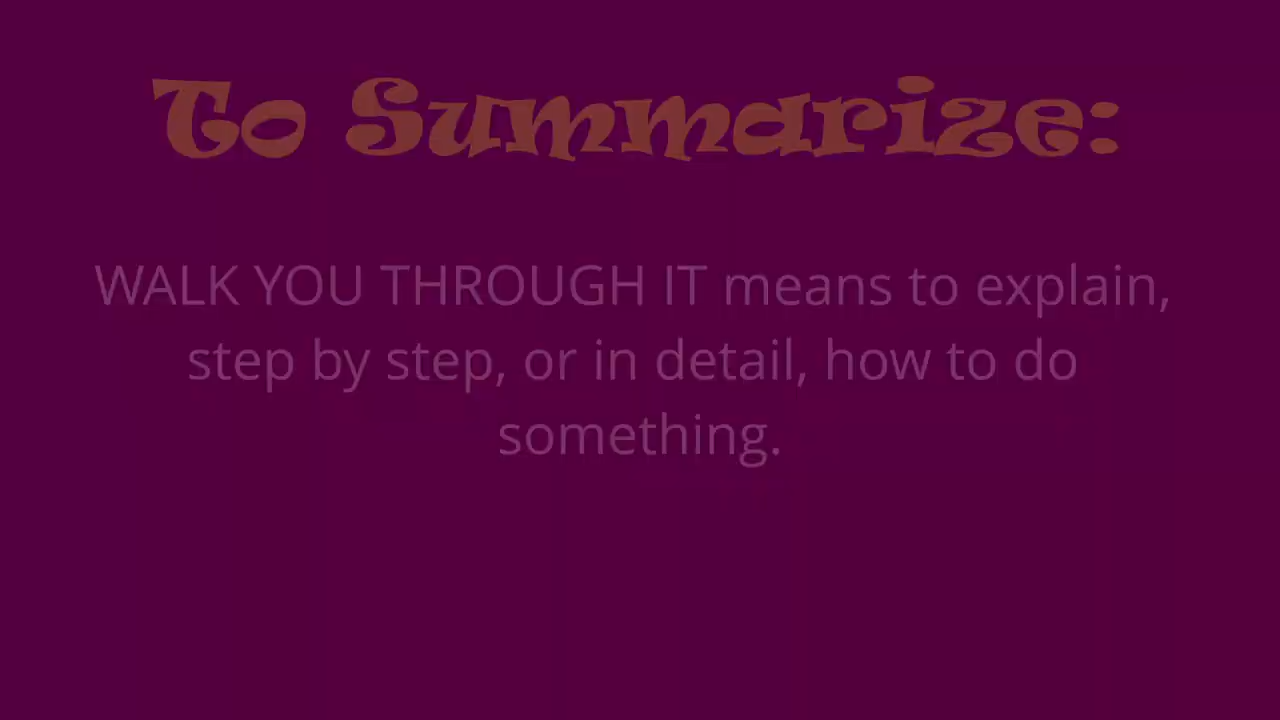 To Summarize:
WALK YOU THROUGH IT means to explain,
step by step, or in detail, how to do
something.